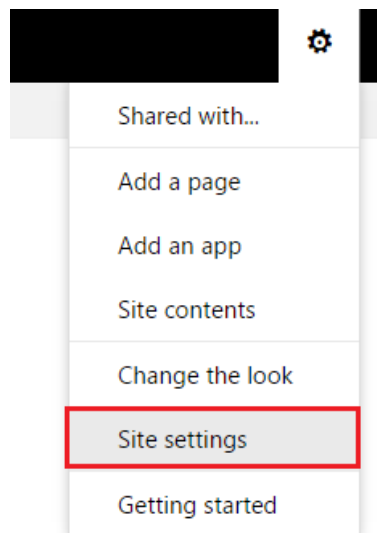 Shared with...
Add a page
Add an app
Site contents
Change the look
Site settings
Getting started